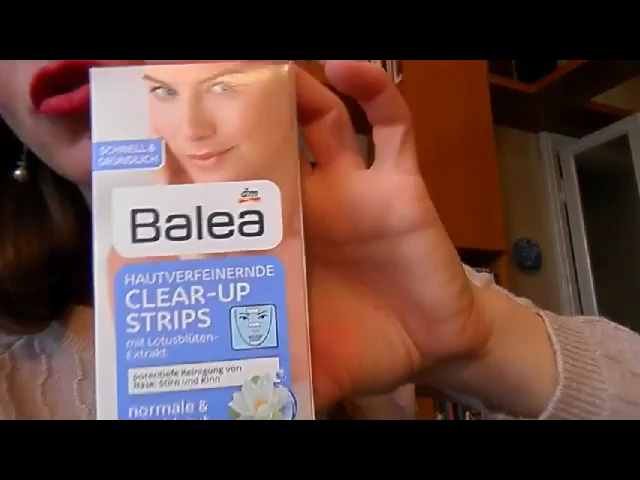 SCHNELL &
GRÜNDLICH
dm
Balea
HAUTVERFEINERNDE
CLEAR-UP
STRIPS
mit Lotusblüten-
Extrakt
porentiefe Reinigung von
Nase, Stirn und Kinn
normale &